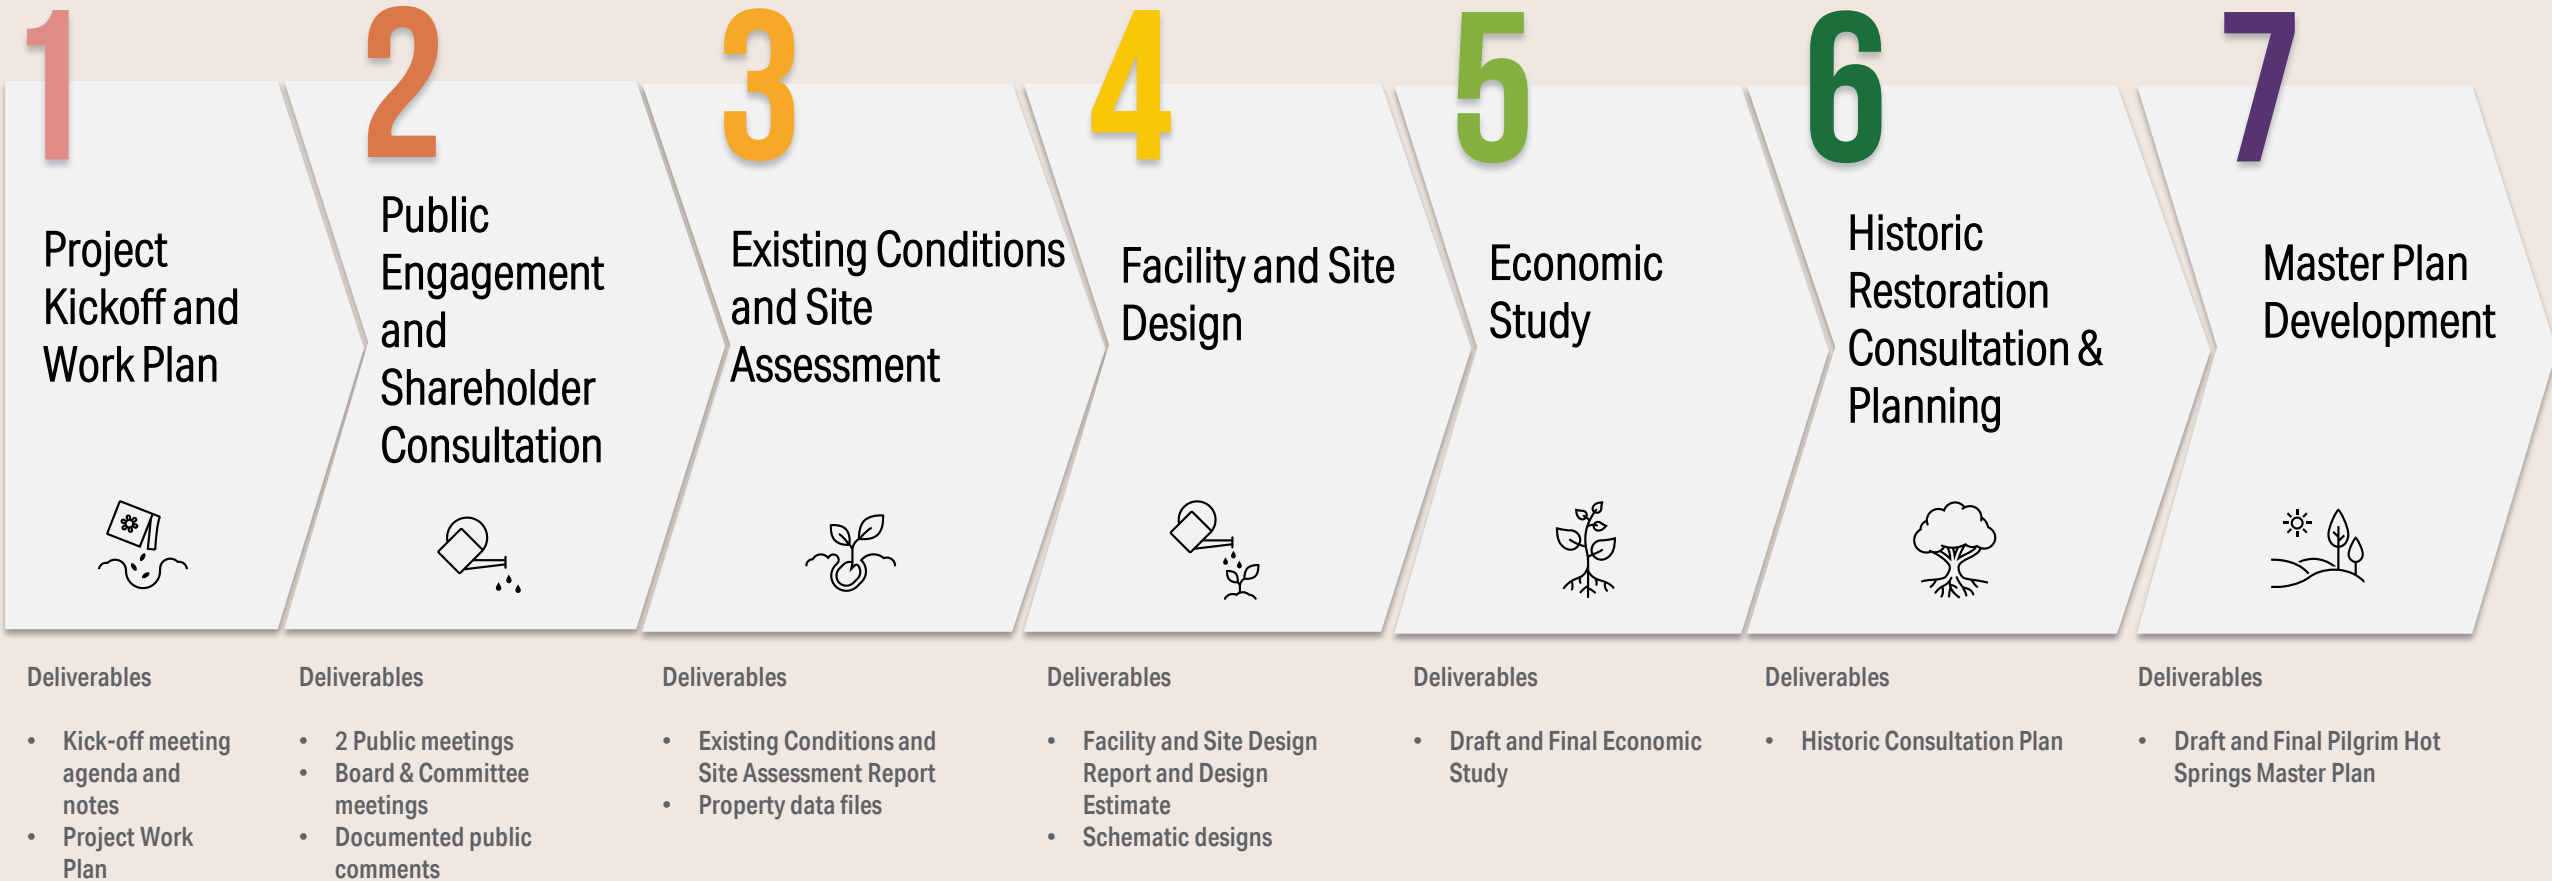 1
Project
Kickoff and
Work Plan
2
Public
Engagement
and
Shareholder
Consultation
3
Existing Conditions
and Site
Assessment
4
Facility and Site
Design
5
Economic
Study
6
Historic
Restoration
Consultation &
Planning
7
Master Plan
Development
Deliverables
• Kick-off meeting
agenda and
notes
• Project Work
Plan
Deliverables
• 2 Public meetings
• Board & Committee
meetings
• Documented public
comments
Deliverables
• Existing Conditions and
Site Assessment Report
• Property data files
Deliverables
• Facility and Site Design
Report and Design
Estimate
• Schematic designs
Deliverables
• Draft and Final Economic
Study
Deliverables
• Historic Consultation Plan
Deliverables
• Draft and Final Pilgrim Hot
Springs Master Plan